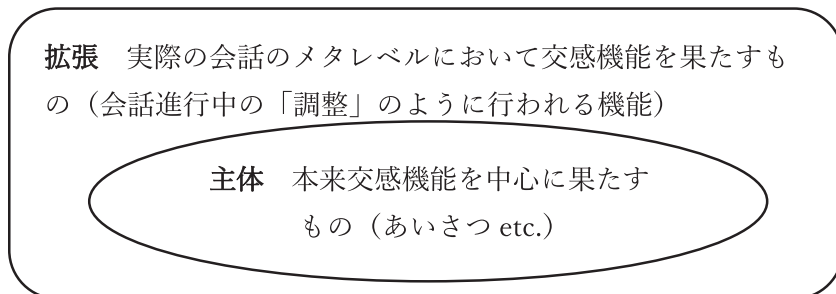 拡張　実際の会話のメタレベルにおいて交感機能を果たすも
の（会話進行中の「調整」のように行われる機能）
主体　本来交感機能を中心に果たす
もの（あいさつ etc.）